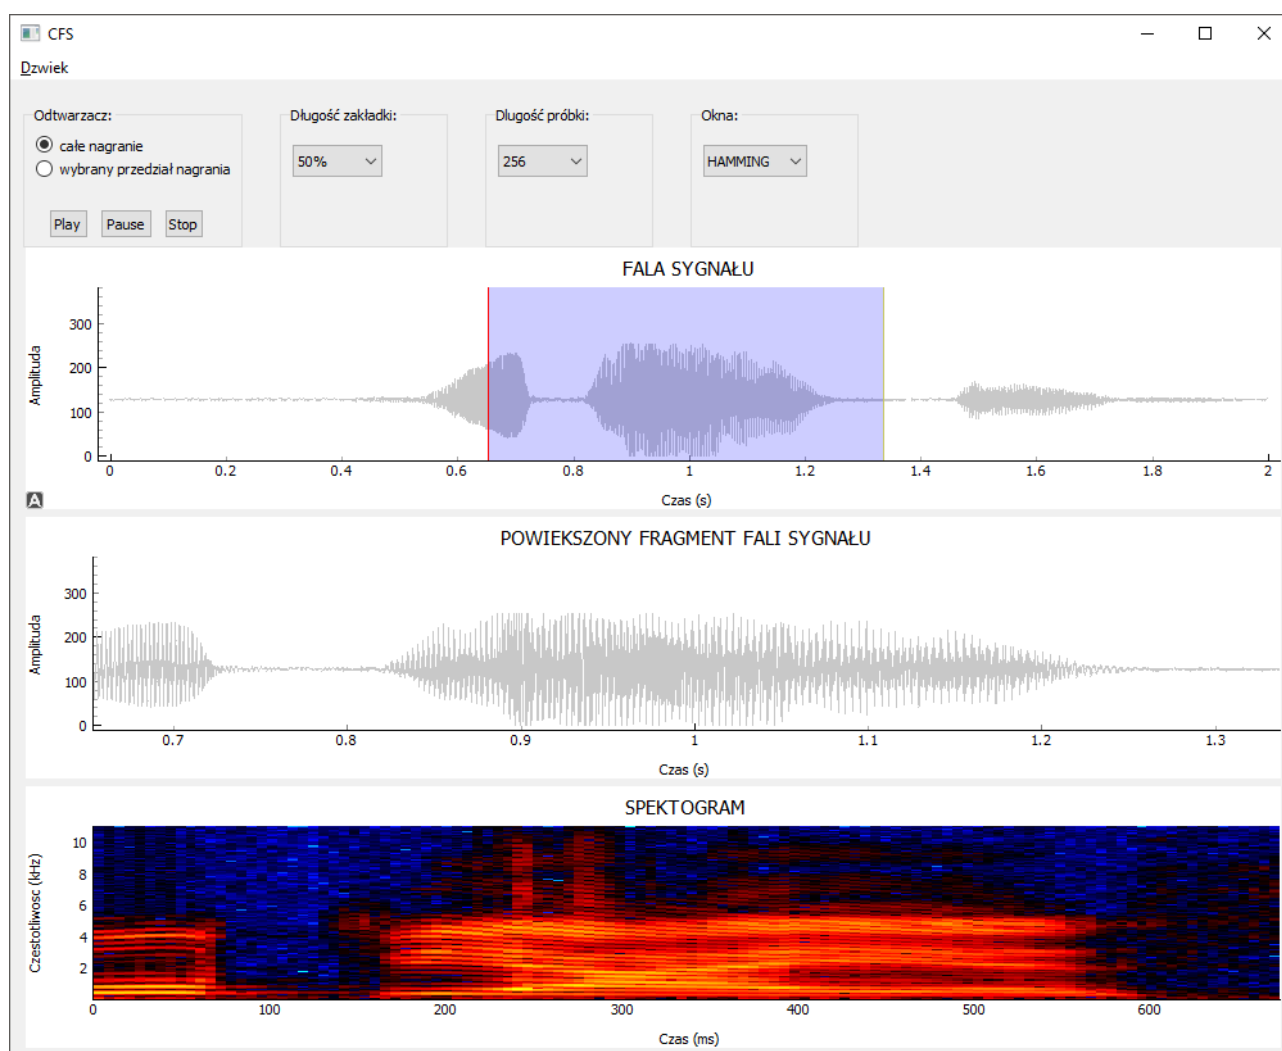 CFS
Dzwiek
Odtwarzacz:
całe nagranie
wybrany przedział nagrania
Play Pause Stop
Długość zakładki:
50%
Dlugość próbki:
256
Okna:
HAMMING
FALA SYGNAŁU
Amplituda
300
200
100
0
0 0.2 0.4 0.6 0.8 1 1.2 1.4 1.6 1.8 2
Czas (s)
A
POWIEKSZONY FRAGMENT FALI SYGNAŁU
Amplituda
300
200
100
0
0.7 0.8 0.9 1 1.1 1.2 1.3
Czas (s)
SPEKTOGRAM
Czestotliwosc (kHz)
10
8
6
4
2
0 100 200 300 400 500 600
Czas (ms)